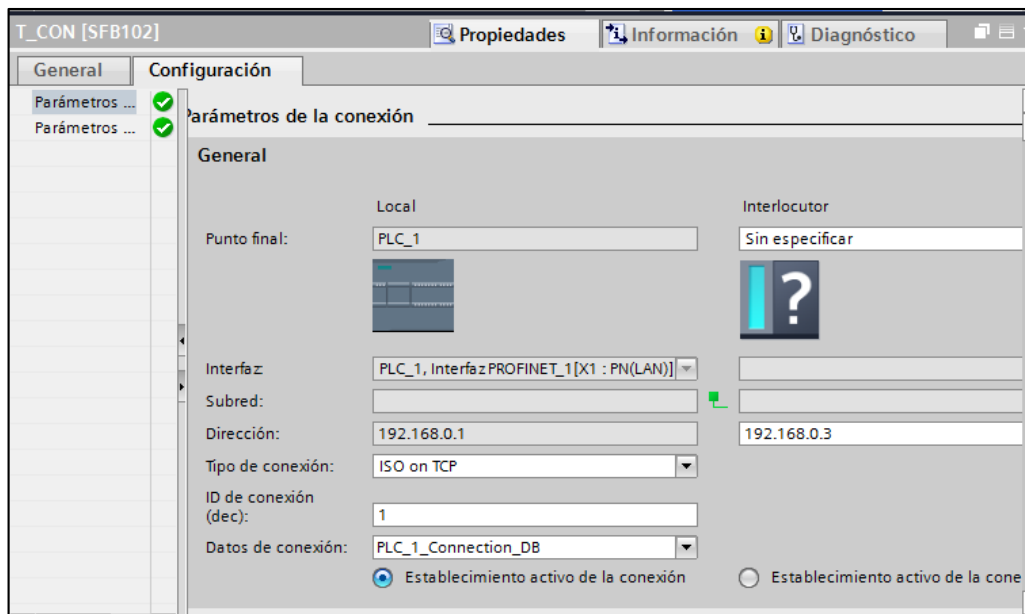 T_CON [SFB102] Propiedades Información Diagnóstico
General Configuración
Parámetros ...
Parámetros ...
Parámetros de la conexión
General
Local Interlocutor
Punto final: PLC_1 Sin especificar
?
Interfaz: PLC_1, Interfaz PROFINET_1[X1 : PN(LAN)]
Subred:
Dirección: 192.168.0.1 192.168.0.3
Tipo de conexión: ISO on TCP
ID de conexión
(dec): 1
Datos de conexión: PLC_1_Connection_DB
Establecimiento activo de la conexión Establecimiento activo de la cone